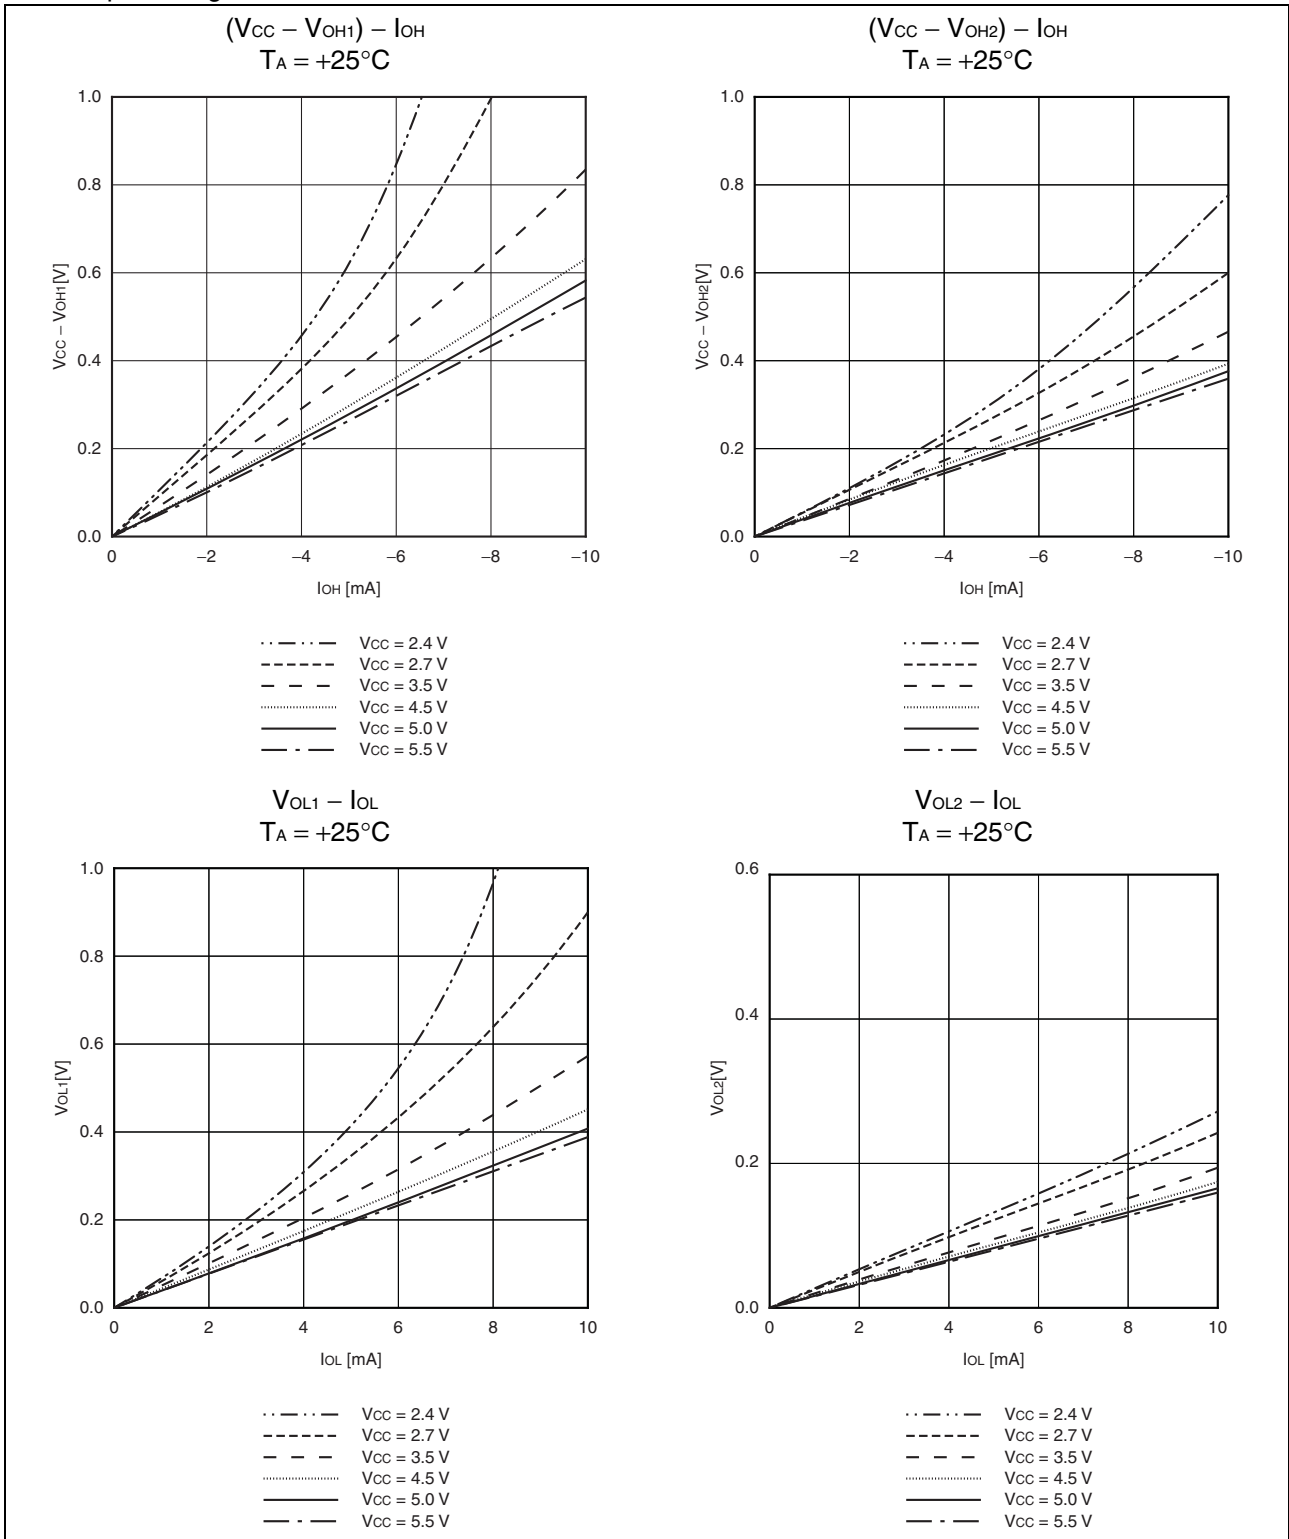 (VCC – VOH1) – IOH
TA = +25°C
1.0
0.8
0.6
0.4
0.2
0.0
VCC – VOH1[V]
0 –2 –4 –6 –8 –10
IOH [mA]
VCC = 2.4 V
VCC = 2.7 V
VCC = 3.5 V
VCC = 4.5 V
VCC = 5.0 V
VCC = 5.5 V
(VCC – VOH2) – IOH
TA = +25°C
1.0
0.8
0.6
0.4
0.2
0.0
VCC – VOH2[V]
0 –2 –4 –6 –8 –10
IOH [mA]
VCC = 2.4 V
VCC = 2.7 V
VCC = 3.5 V
VCC = 4.5 V
VCC = 5.0 V
VCC = 5.5 V
VOL1 – IOL
TA = +25°C
1.0
0.8
0.6
0.4
0.2
0.0
VOL1[V]
0 2 4 6 8 10
IOL [mA]
VCC = 2.4 V
VCC = 2.7 V
VCC = 3.5 V
VCC = 4.5 V
VCC = 5.0 V
VCC = 5.5 V
VOL2 – IOL
TA = +25°C
0.6
0.4
0.2
0.0
VOL2[V]
0 2 4 6 8 10
IOL [mA]
VCC = 2.4 V
VCC = 2.7 V
VCC = 3.5 V
VCC = 4.5 V
VCC = 5.0 V
VCC = 5.5 V